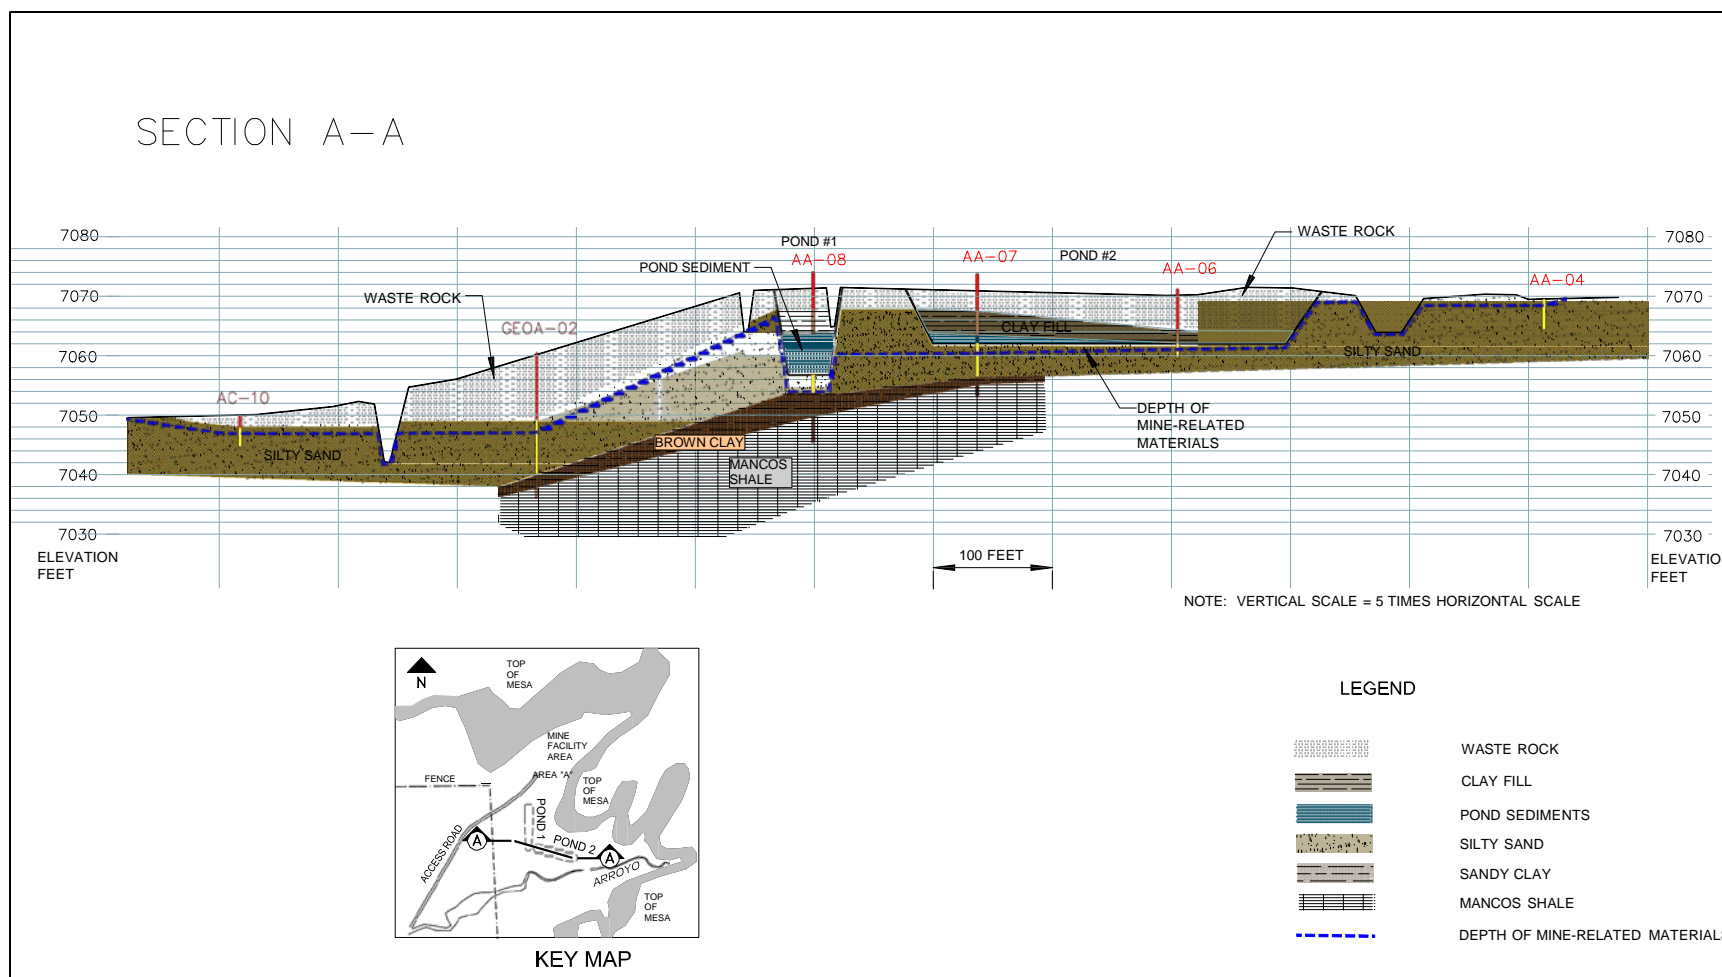 SECTION A-A
7080
7070
7060
7050
7040
7030
ELEVATION
FEET
WASTE ROCK
GEOA-02
AC-10
SILTY SAND
POND SEDIMENT
POND #1
AA-08
AA-07
POND #2
AA-06
WASTE ROCK
AA-04
CLAY FILL
SILTY SAND
BROWN CLAY
MANCOS
SHALE
DEPTH OF
MINE-RELATED
MATERIALS
100 FEET
7080
7070
7060
7050
7040
7030
ELEVATIO
FEET
NOTE: VERTICAL SCALE = 5 TIMES HORIZONTAL SCALE
N
TOP
OF
MESA
MINE
FACILITY
AREA
AREA "A"
FENCE
TOP
OF
MESA
POND 1
POND 2
ACCESS ROAD
A
A
ARROYO
TOP
OF
MESA
KEY MAP
LEGEND
WASTE ROCK
CLAY FILL
POND SEDIMENTS
SILTY SAND
SANDY CLAY
MANCOS SHALE
DEPTH OF MINE-RELATED MATERIALS